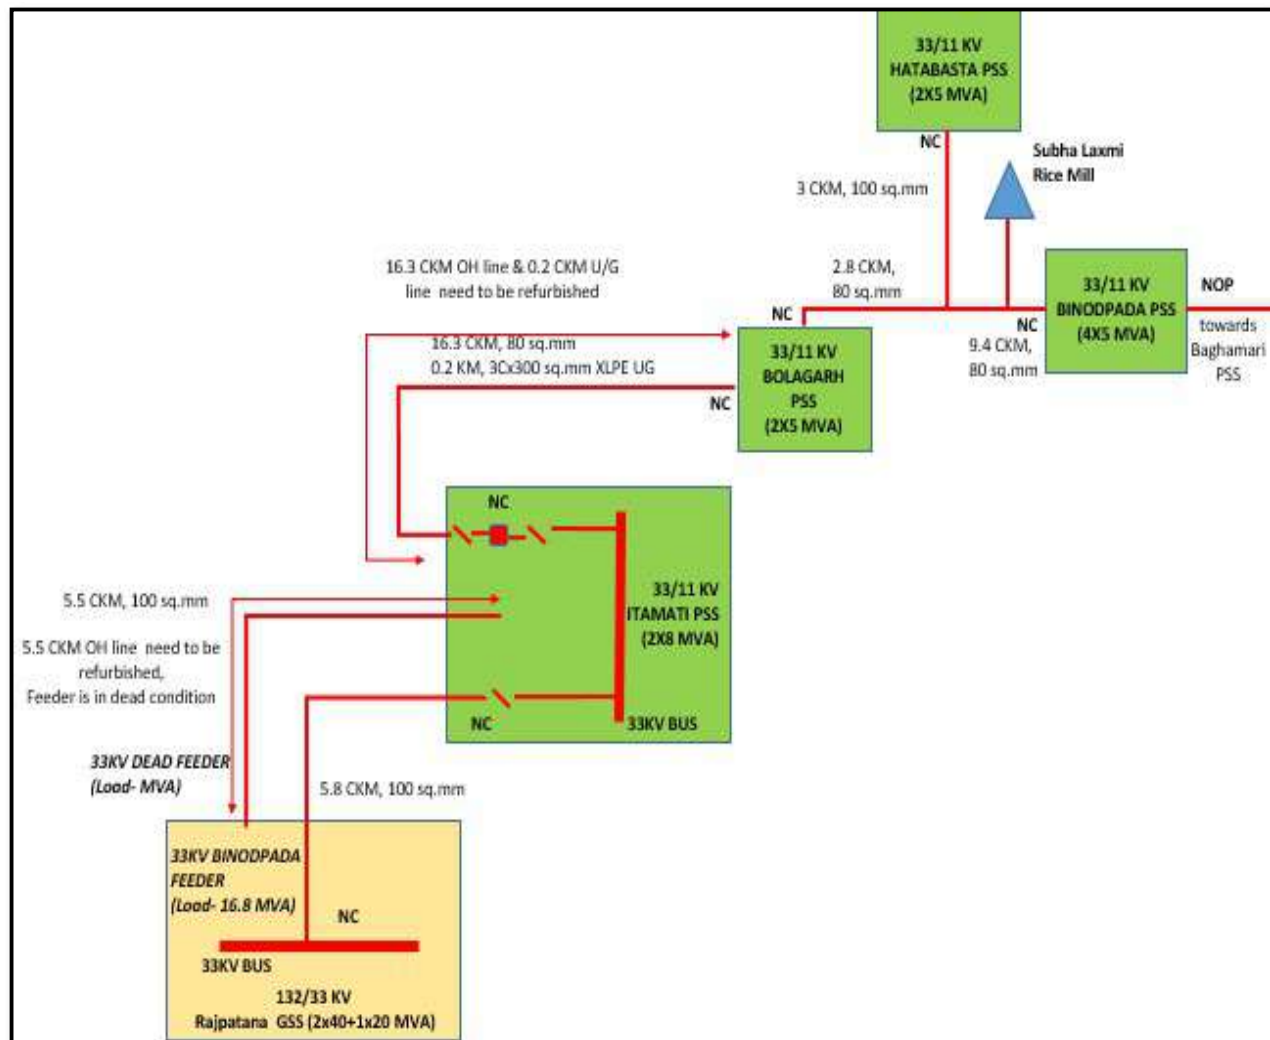 33/11 KV
HATABASTA PSS
(2X5 MVA)
NC
Subha Laxmi
Rice Mill
3 CKM, 100 sq.mm
16.3 CKM OH line & 0.2 CKM U/G
line need to be refurbished
2.8 CKM,
80 sq.mm
33/11 KV
BINODPADA PSS
(4X5 MVA)
NOP
towards
Baghamari
PSS
NC
9.4 CKM,
80 sq.mm
NC
16.3 CKM, 80 sq.mm
0.2 KM, 3Cx300 sq.mm XLPE UG
NC
33/11 KV
BOLAGARH
PSS
(2X5 MVA)
NC
33/11 KV
ITAMATI PSS
(2X8 MVA)
NC
33KV BUS
5.5 CKM, 100 sq.mm
5.5 CKM OH line need to be
refurbished,
Feeder is in dead condition
33KV DEAD FEEDER
(Load- MVA)
5.8 CKM, 100 sq.mm
33KV BINODPADA
FEEDER
(Load- 16.8 MVA)
NC
33KV BUS
132/33 KV
Rajpatana GSS (2x40+1x20 MVA)